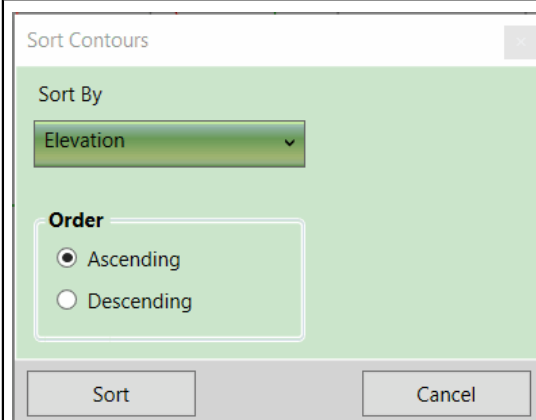 Sort Contours
Sort By
Elevation
Order
Ascending
Descending
Sort Cancel